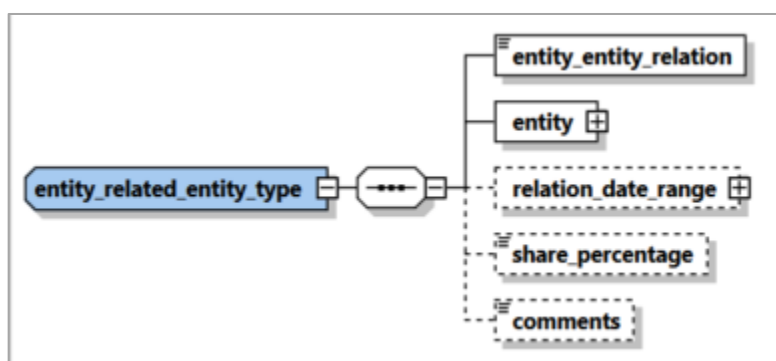 entity_entity_relation
entity
entity_related_entity_type
relation_date_range
share_percentage
comments